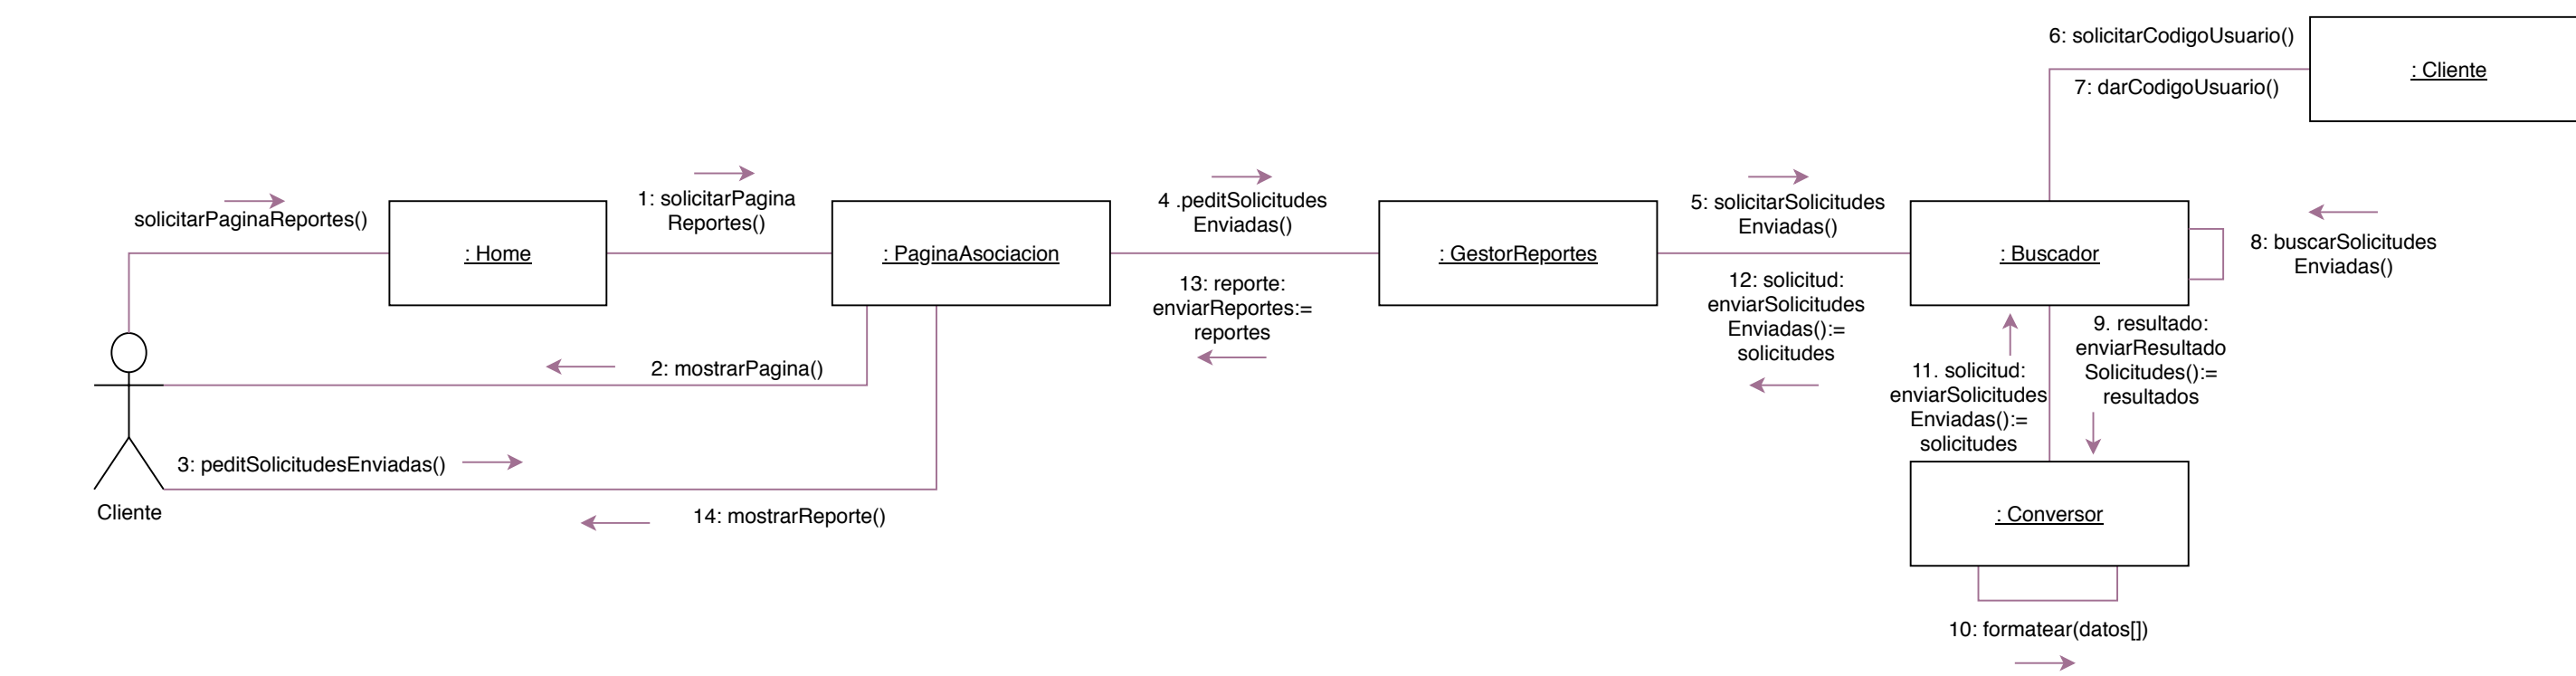 6: solicitarCodigoUsuario()
: Cliente
7: darCodigoUsuario()
solicitarPaginaReportes()
: Home
1: solicitarPagina
Reportes()
: PaginaAsociacion
4 .peditSolicitudes
Enviadas()
: GestorReportes
5: solicitarSolicitudes
Enviadas()
: Buscador
8: buscarSolicitudes
Enviadas()
13: reporte:
enviarReportes:=
reportes
12: solicitud:
enviarSolicitudes
Enviadas():=
solicitudes
9. resultado:
enviarResultado
Solicitudes():=
resultados
2: mostrarPagina()
11. solicitud:
enviarSolicitudes
Enviadas():=
solicitudes
3: peditSolicitudesEnviadas()
Cliente
14: mostrarReporte()
: Conversor
10: formatear(datos[])